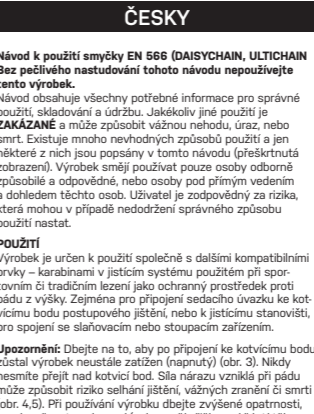 ČESKY
Návod k použití smyčky EN 566 (DAISYCHAIN, ULTICHAIN
Bez pečlivého nastudování tohoto návodu nepoužívejte
tento výrobek.
Návod obsahuje všechny potřebné informace pro správné
použití, skladování a údržbu. Jakékoliv jiné použití je
ZAKÁZANÉ a může způsobit vážnou nehodu, úraz, nebo
smrt. Existuje mnoho nevhodných způsobů použití a jen
některé z nich jsou popsány v tomto návodu (přeškrtnutá
zobrazení). Výrobek smějí používat pouze osoby odborně
způsobilé a odpovědné, nebo osoby pod přímým vedením
a dohledem těchto osob. Uživatel je zodpovědný za rizika,
která mohou v případě nedodržení správného způsobu
použití nastat.
POUŽITÍ
Výrobek je určen k použití společně s dalšími kompatibilními
prvky – karabinami v jistícím systému použitém při spor-
tovním či tradičním lezení jako ochranný prostředek proti
pádu z výšky. Zejména pro připojení sedacího úvazku ke kot-
vícímu bodu postupového jištění, nebo k jistícímu stanovišti,
pro spojení se slaňovacím nebo stoupacím zařízením.
Upozornění: Dbejte na to, aby po připojení ke kotvícímu bodu
zůstal výrobek neustále zatížen (napnutý) (obr. 3). Nikdy
nesmíte přejít nad kotvicí bod. Síla nárazu vzniklá při pádu
může způsobit riziko selhání jištění, vážných zranění či smrti
(obr. 4,5). Při používání výrobku dbejte zvýšené opatrnosti,